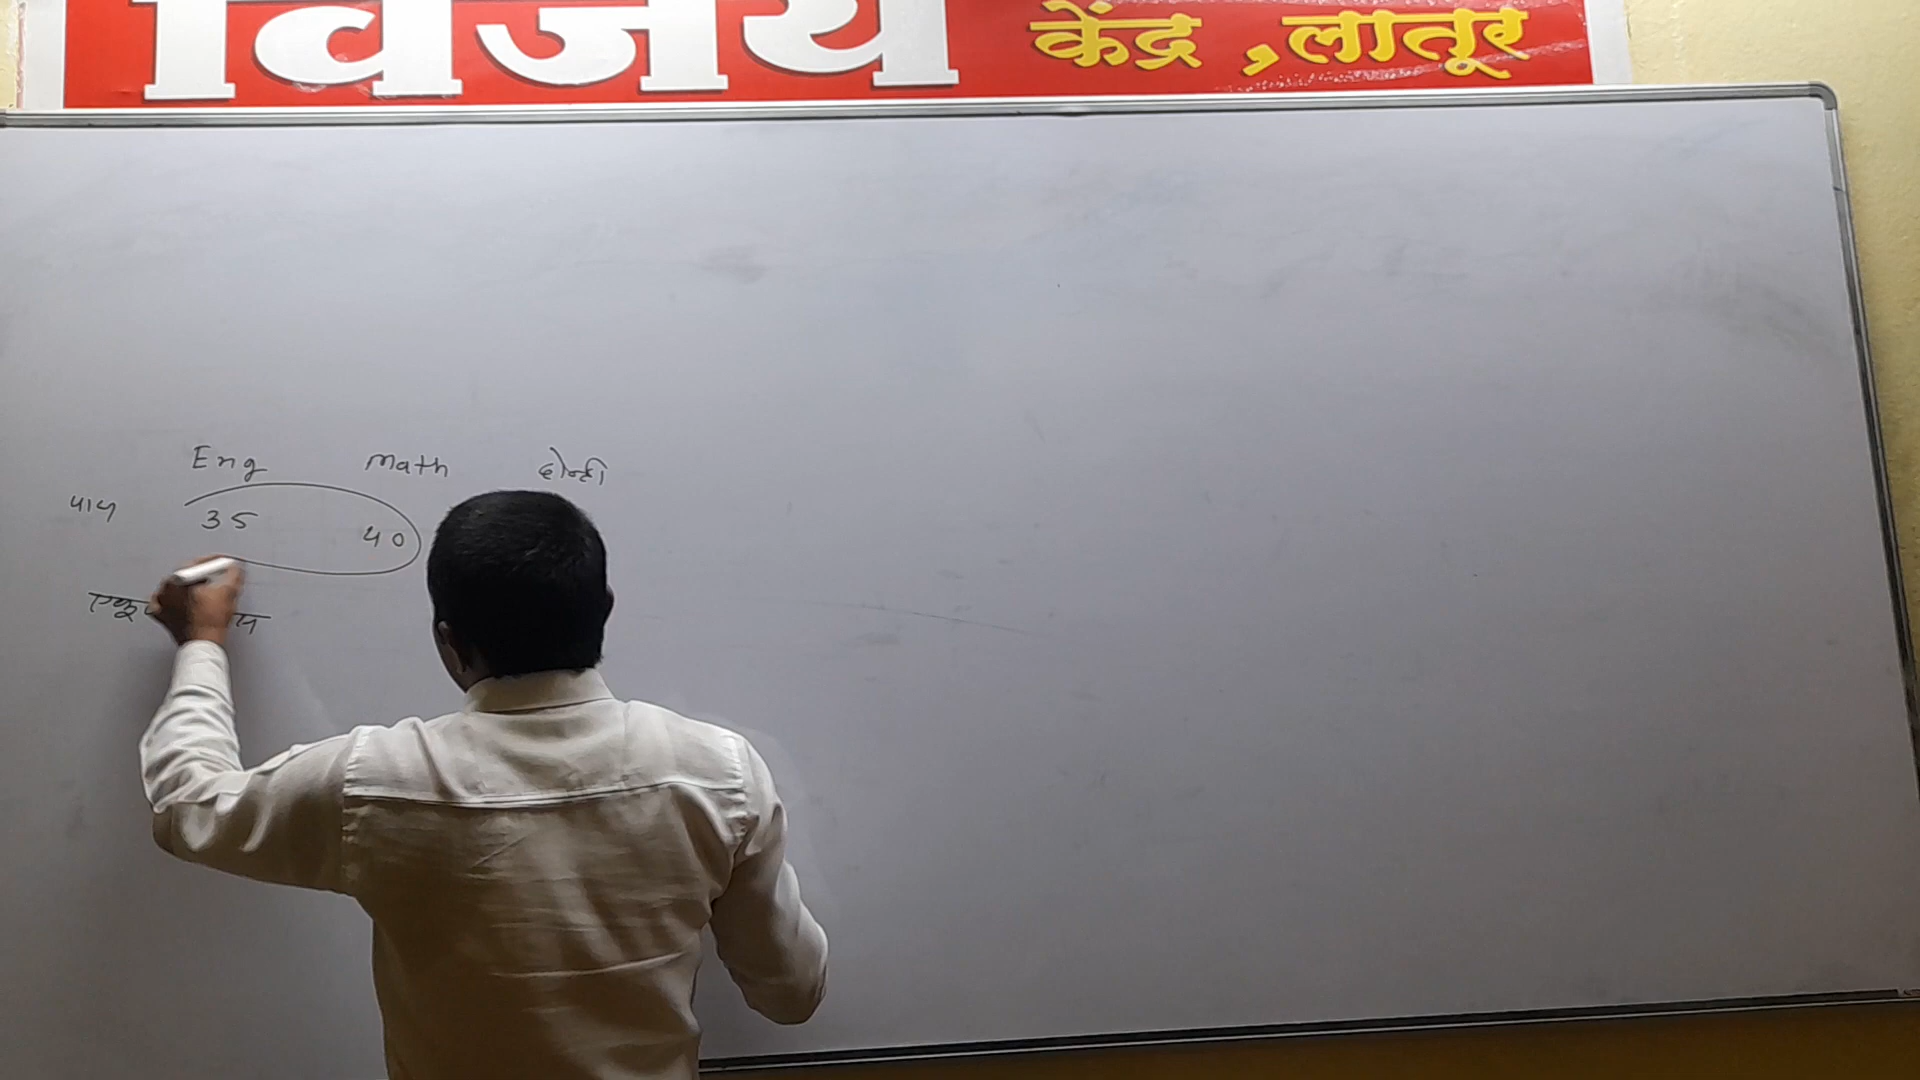 विजय केंद्र , लातूर
Eng Math दोन्ही
पास 35 40